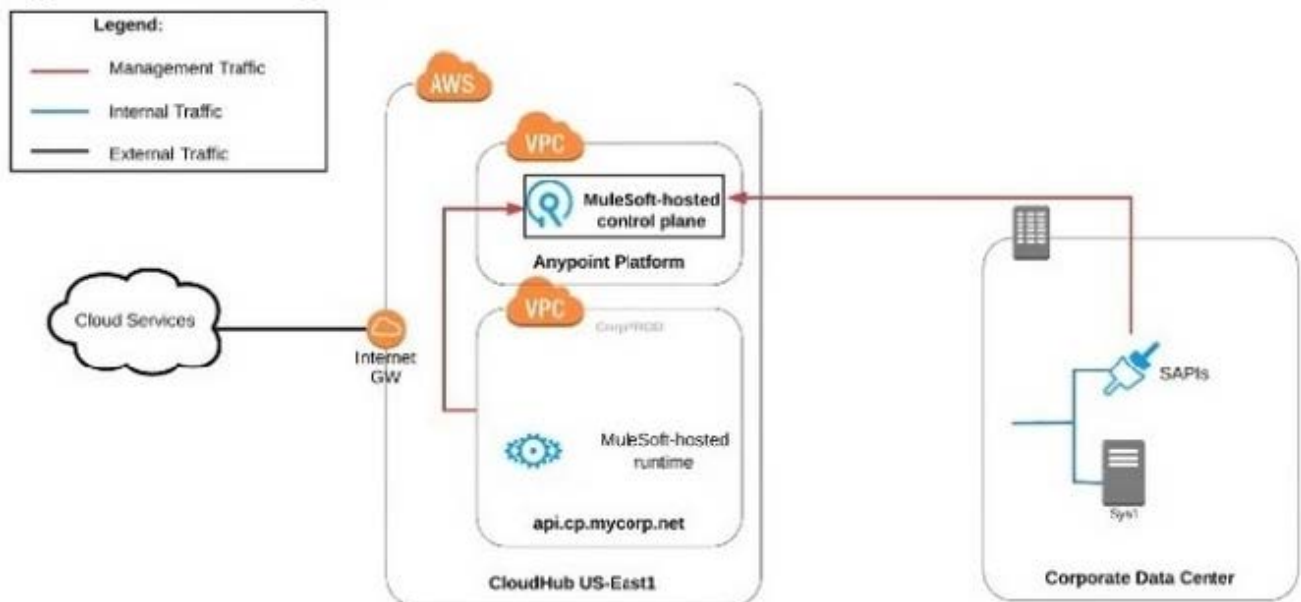 Legend:
Management Traffic
Internal Traffic
External Traffic
AWS
VPC
MuleSoft-hosted
control plane
Anypoint Platform
VPC
CorpPROD
Cloud Services
Internet
GW
MuleSoft-hosted
runtime
api.cp.mycorp.net
CloudHub US-East1
SAPIs
Sys1
Corporate Data Center